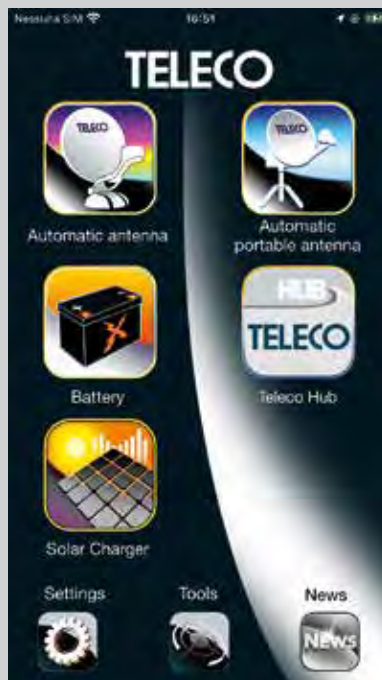 Nessuna SIM 16:51
TELECO
TELECO
TELECO
Automatic antenna
Automatic
portable antenna
HUB
TELECO
Battery
Teleco Hub
Solar Charger
Settings
Tools
News
News